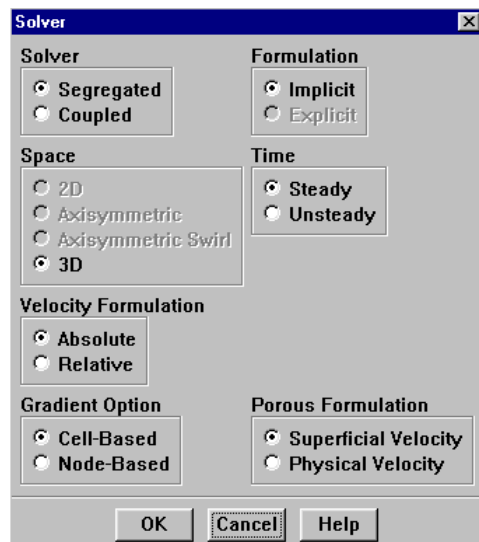 Solver
Solver
Segregated
Coupled
Formulation
Implicit
Explicit
Space
2D
Axisymmetric
Axisymmetric Swirl
3D
Time
Steady
Unsteady
Velocity Formulation
Absolute
Relative
Gradient Option
Cell-Based
Node-Based
Porous Formulation
Superficial Velocity
Physical Velocity
OK
Cancel
Help